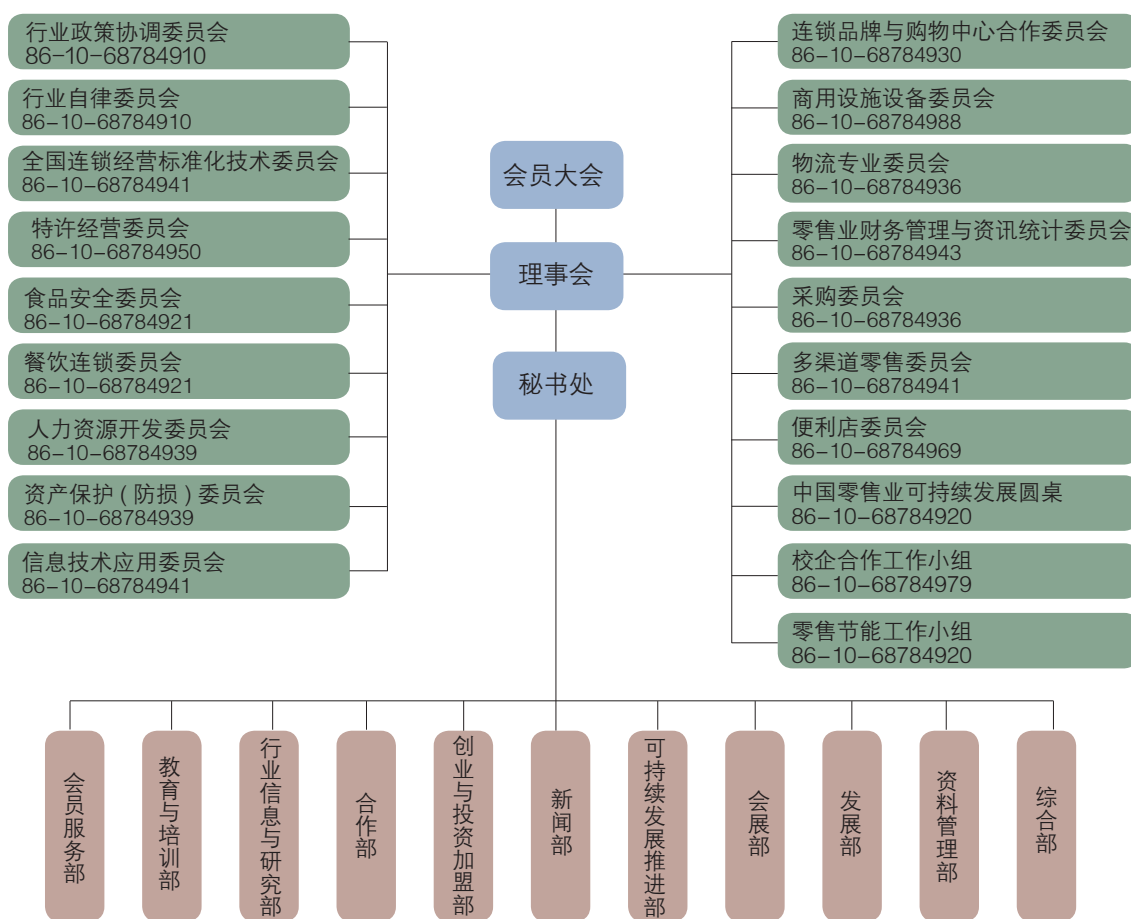 行业政策协调委员会
86-10-68784910
行业自律委员会
86-10-68784910
全国连锁经营标准化技术委员会
86-10-68784941
特许经营委员会
86-10-68784950
食品安全委员会
86-10-68784921
餐饮连锁委员会
86-10-68784921
人力资源开发委员会
86-10-68784939
资产保护(防损)委员会
86-10-68784939
信息技术应用委员会
86-10-68784941
会员大会
理事会
秘书处
连锁品牌与购物中心合作委员会
86-10-68784930
商用设施设备委员会
86-10-68784988
物流专业委员会
86-10-68784936
零售业财务管理与资讯统计委员会
86-10-68784943
采购委员会
86-10-68784936
多渠道零售委员会
86-10-68784941
便利店委员会
86-10-68784969
中国零售业可持续发展圆桌
86-10-68784920
校企合作工作小组
86-10-68784979
零售节能工作小组
86-10-68784920
会员服务部
教育与培训部
行业信息与研究部
合作部
创业与投资加盟部
新闻部
可持续发展推进部
会展部
发展部
资料管理部
综合部